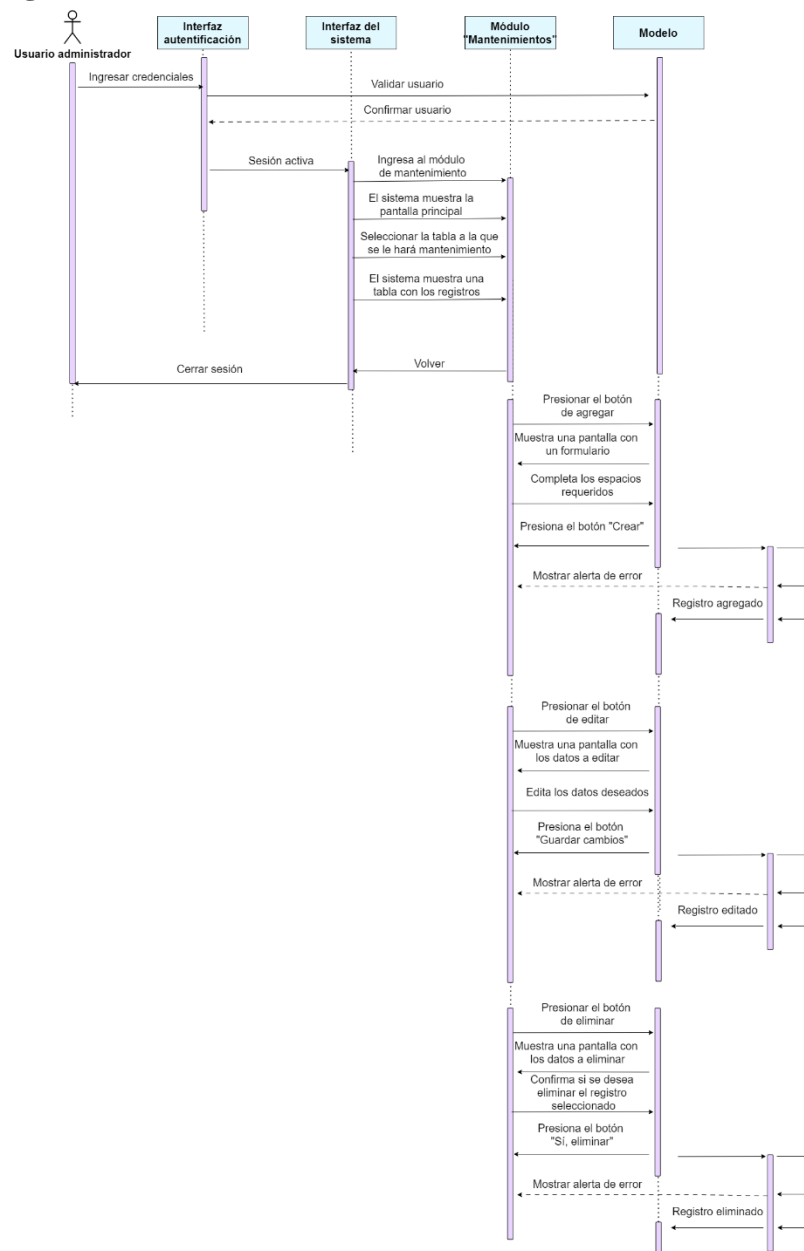 Usuario administrador
Interfaz
autentificación
Interfaz del
sistema
Módulo
"Mantenimientos"
Modelo
Ingresar credenciales
Validar usuario
Confirmar usuario
Sesión activa
Ingresa al módulo
de mantenimiento
El sistema muestra la
pantalla principal
Seleccionar la tabla a la que
se le hará mantenimiento
El sistema muestra una
tabla con los registros
Volver
Cerrar sesión
Presionar el botón
de agregar
Muestra una pantalla con
un formulario
Completa los espacios
requeridos
Presiona el botón "Crear"
Mostrar alerta de error
Registro agregado
Presionar el botón
de editar
Muestra una pantalla con
los datos a editar
Edita los datos deseados
Presiona el botón
"Guardar cambios"
Mostrar alerta de error
Registro editado
Presionar el botón
de eliminar
Muestra una pantalla con
los datos a eliminar
Confirma si se desea
eliminar el registro
seleccionado
Presiona el botón
"Sí, eliminar"
Mostrar alerta de error
Registro eliminado